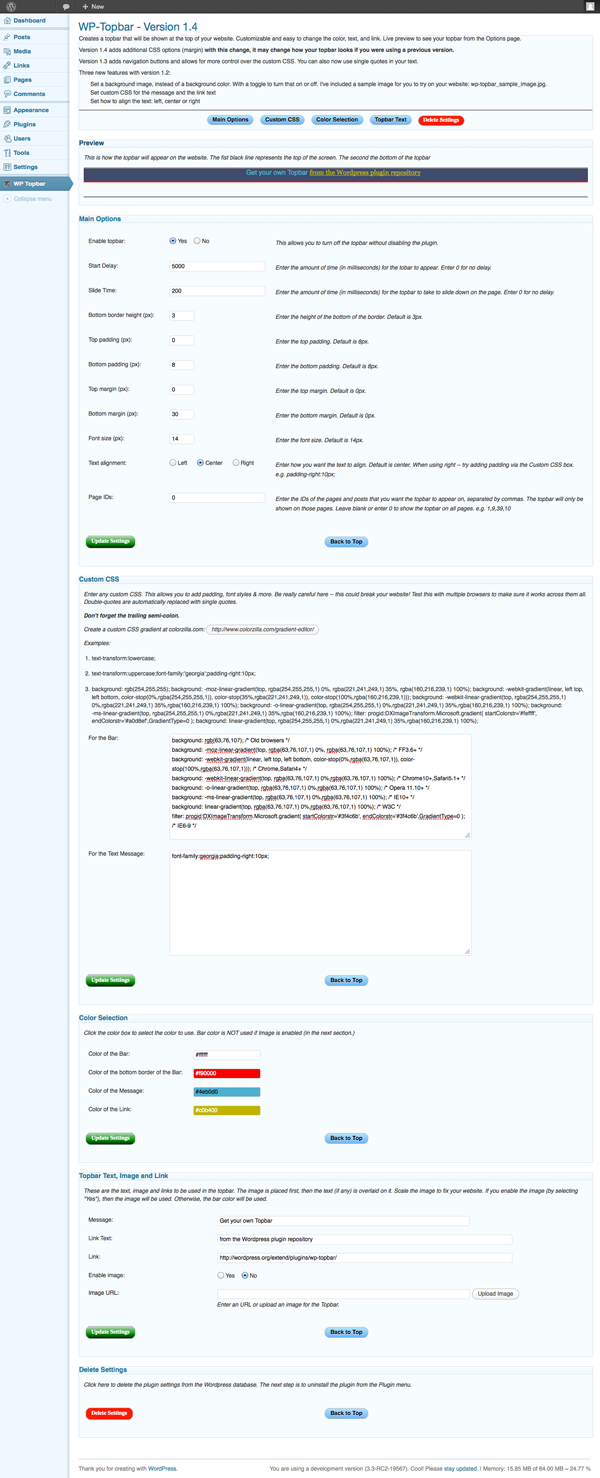 New
Dashboard
Posts
Media
Links
Pages
Comments
Appearance
Plugins
Users
Tools
Settings
WP Topbar
Collapse menu
WP-Topbar - Version 1.4
Creates a topbar that will be shown at the top of your website. Customizable and easy to change the color, text, and link. Live preview to see your topbar from the Options page.
Version 1.4 adds additional CSS options (margin) with this change, it may change how your topbar looks if you were using a previous version.
Version 1.3 adds navigation buttons and allows for more control over the custom CSS. You can also now use single quotes in your text.
Three new features with version 1.2:
Set a background image, instead of a background color. With a toggle to turn that on or off. I've included a sample image for you to try on your website: wp-topbar_sample_image.jpg.
Set custom CSS for the message and the link text
Set how to align the text: left, center or right
Main Options Custom CSS Color Selection Topbar Text Delete Settings
Preview
This is how the topbar will appear on the website. The fist black line represents the top of the screen. The second the bottom of the topbar
Get your own Topbar from the Wordpress plugin repository
Main Options
Enable topbar: Yes No This allows you to turn off the topbar without disabling the plugin.
Start Delay: 5000 Enter the amount of time (in milliseconds) for the tobar to appear. Enter 0 for no delay.
Slide Time: 200 Enter the amount of time (in milliseconds) for the topbar to take to slide down on the page. Enter 0 for no delay.
Bottom border height (px): 3 Enter the height of the bottom of the border. Default is 3px.
Top padding (px): 0 Enter the top padding. Default is 8px.
Bottom padding (px): 8 Enter the bottom padding. Default is 8px.
Top margin (px): 0 Enter the top margin. Default is 0px.
Bottom margin (px): 30 Enter the bottom margin. Default is 0px.
Font size (px): 14 Enter the font size. Default is 14px.
Text alignment: Left Center Right Enter how you want the text to align. Default is center. When using right -- try adding padding via the Custom CSS box.
e.g. padding-right:10px;
Page IDs: 0 Enter the IDs of the pages and posts that you want the topbar to appear on, separated by commas. The topbar will only be
shown on those pages. Leave blank or enter 0 to show the topbar on all pages. e.g. 1,9,39,10
Update Settings Back to Top
Custom CSS
Enter any custom CSS. This allows you to add padding, font styles & more. Be really careful here -- this could break your website! Test this with multiple browsers to make sure it works across them all.
Double-quotes are automatically replaced with single quotes.
Don't forget the trailing semi-colon.
Create a custom CSS gradient at colorzilla.com: http://www.colorzilla.com/gradient-editor/
Examples:
1. text-transform:lowercase;
2. text-transform:uppercase;font-family:'georgia';padding-right:10px;
3. background: rgb(254,255,255); background: -moz-linear-gradient(top, rgba(254,255,255,1) 0%, rgba(221,241,249,1) 35%, rgba(160,216,239,1) 100%); background: -webkit-gradient(linear, left top,
left bottom, color-stop(0%,rgba(254,255,255,1)), color-stop(35%,rgba(221,241,249,1)), color-stop(100%,rgba(160,216,239,1))); background: -webkit-linear-gradient(top, rgba(254,255,255,1)
0%,rgba(221,241,249,1) 35%,rgba(160,216,239,1) 100%); background: -o-linear-gradient(top, rgba(254,255,255,1) 0%,rgba(221,241,249,1) 35%,rgba(160,216,239,1) 100%); background:
-ms-linear-gradient(top, rgba(254,255,255,1) 0%,rgba(221,241,249,1) 35%,rgba(160,216,239,1) 100%); filter: progid:DXImageTransform.Microsoft.gradient( startColorstr='#feffff',
endColorstr='#a0d8ef',GradientType=0 ); background: linear-gradient(top, rgba(254,255,255,1) 0%,rgba(221,241,249,1) 35%,rgba(160,216,239,1) 100%);
For the Bar: background: rgb(63,76,107); /* Old browsers */
background: -moz-linear-gradient(top, rgba(63,76,107,1) 0%, rgba(63,76,107,1) 100%); /* FF3.6+ */
background: -webkit-gradient(linear, left top, left bottom, color-stop(0%,rgba(63,76,107,1)), color-
stop(100%,rgba(63,76,107,1))); /* Chrome,Safari4+ */
background: -webkit-linear-gradient(top, rgba(63,76,107,1) 0%,rgba(63,76,107,1) 100%); /* Chrome10+,Safari5.1+ */
background: -o-linear-gradient(top, rgba(63,76,107,1) 0%,rgba(63,76,107,1) 100%); /* Opera 11.10+ */
background: -ms-linear-gradient(top, rgba(63,76,107,1) 0%,rgba(63,76,107,1) 100%); /* IE10+ */
background: linear-gradient(top, rgba(63,76,107,1) 0%,rgba(63,76,107,1) 100%); /* W3C */
filter: progid:DXImageTransform.Microsoft.gradient( startColorstr='#3f4c6b', endColorstr='#3f4c6b',GradientType=0 );
/* IE6-9 */
For the Text Message: font-family:georgia;padding-right:10px;
Update Settings Back to Top
Color Selection
Click the color box to select the color to use. Bar color is NOT used if Image is enabled (in the next section.)
Color of the Bar: #ffffff
Color of the bottom border of the Bar: #f90000
Color of the Message: #4eb0d0
Color of the Link: #c0b400
Update Settings Back to Top
Topbar Text, Image and Link
These are the text, image and links to be used in the topbar. The image is placed first, then the text (if any) is overlaid on it. Scale the image to fix your website. If you enable the image (by selecting
"Yes"), then the image will be used. Otherwise, the bar color will be used.
Message: Get your own Topbar
Link Text: from the Wordpress plugin repository
Link: http://wordpress.org/extend/plugins/wp-topbar/
Enable image: Yes No
Image URL: Upload Image
Enter an URL or upload an image for the Topbar.
Update Settings Back to Top
Delete Settings
Click here to delete the plugin settings from the Wordpress database. The next step is to uninstall the plugin from the Plugin menu.
Delete Settings Back to Top
Thank you for creating with WordPress. You are using a development version (3.3-RC2-19567). Cool! Please stay updated. | Memory: 15.85 MB of 64.00 MB ~ 24.77 %